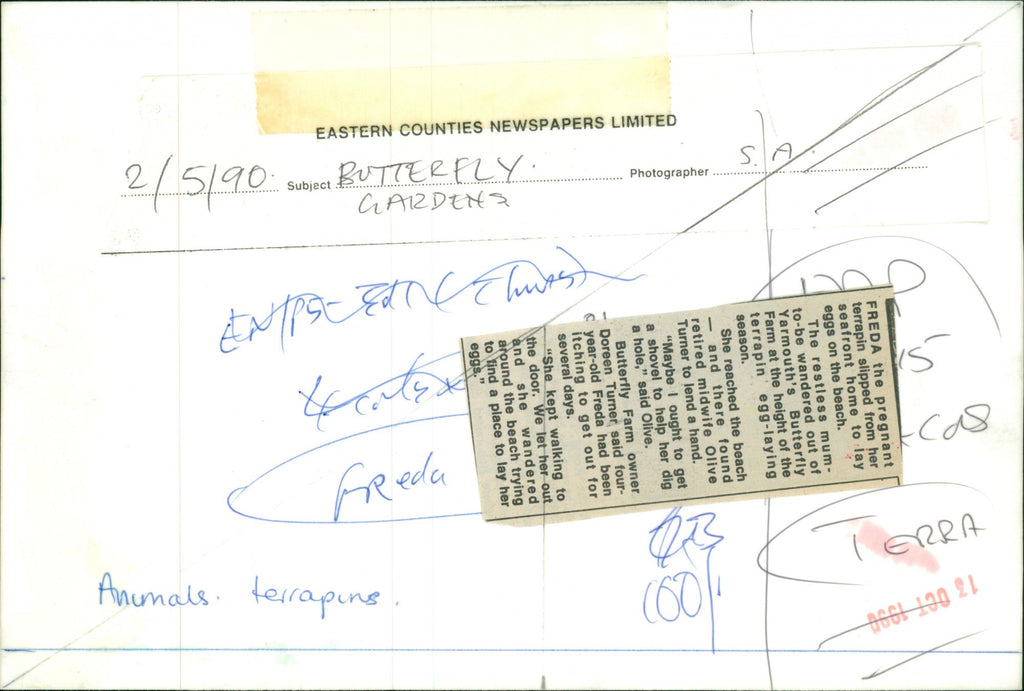 EASTERN COUNTIES NEWSPAPERS LIMITED
2/5/90. Subject BUTTERFLY. Photographer S. A.
GARDENS
FREDA the pregnant
terrapin slipped from her
seafront home to lay
eggs on the beach.
The restless mum-
to-be wandered out of
Yarmouth's Butterfly
Farm at the height of the
terrapin egg-laying
season.
She reached the beach
— and there found
retired midwife Olive
Turner to lend a hand.
"Maybe I ought to get
a shovel to help her dig
a hole," said Olive.
Butterfly Farm owner
Doreen Turner said four-
year-old Freda had been
itching to get out for
several days.
"She kept walking to
the door. We let her out
and she wandered
around the beach trying
to find a place to lay her
eggs."
Freda
TERRA
Animals. terrapins.
13 OCT 1990